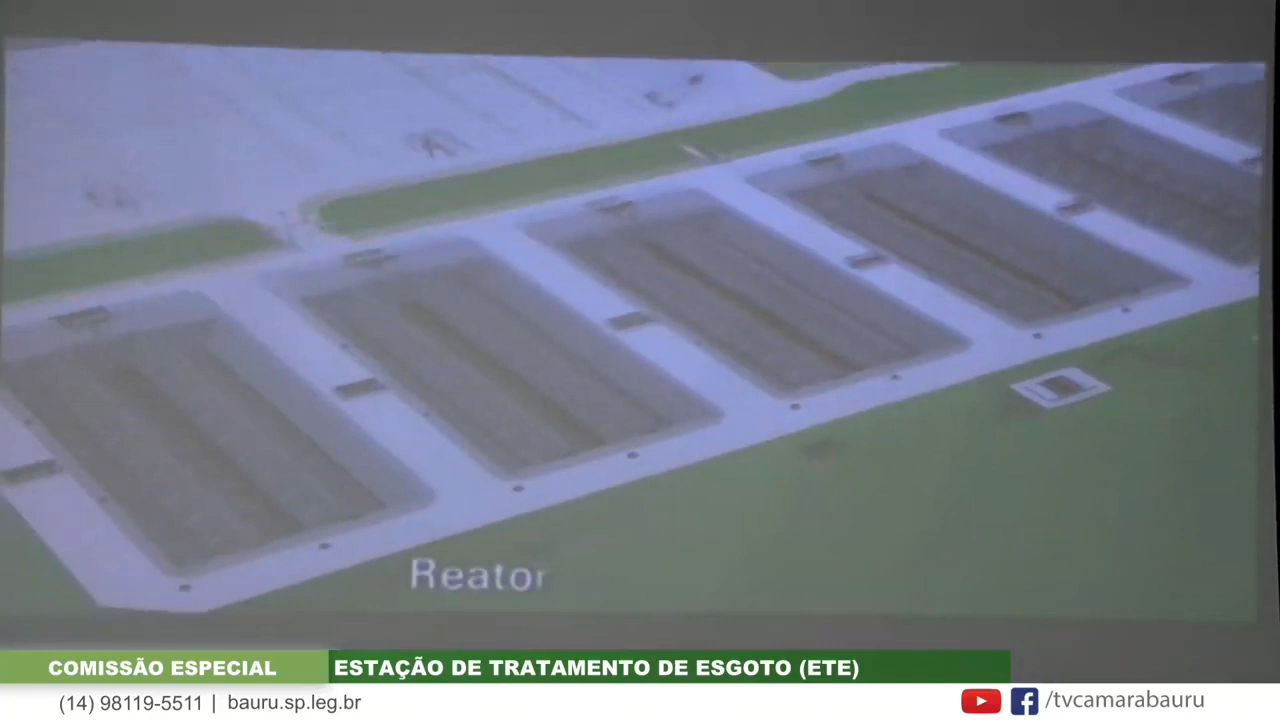 Reator
COMISSÃO ESPECIAL
ESTAÇÃO DE TRATAMENTO DE ESGOTO (ETE)
(14) 98119-5511 | bauru.sp.leg.br
/tvcamarabauru